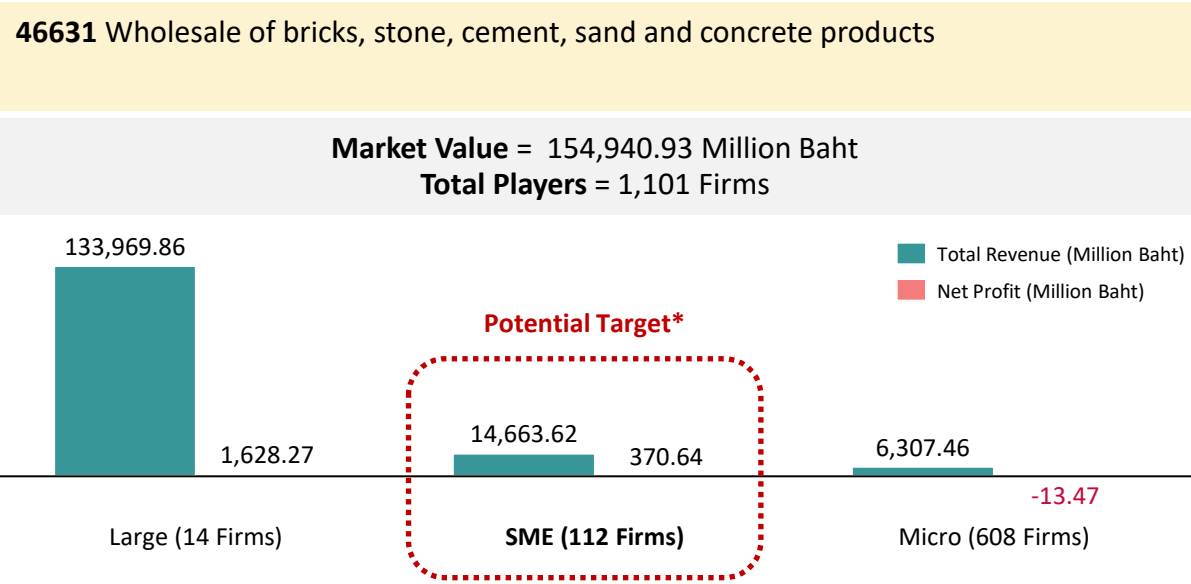 46631 Wholesale of bricks, stone, cement, sand and concrete products
Market Value = 154,940.93 Million Baht
Total Players = 1,101 Firms
133,969.86
Total Revenue (Million Baht)
Net Profit (Million Baht)
Potential Target*
14,663.62
6,307.46
1,628.27
370.64
-13.47
Large (14 Firms)
SME (112 Firms)
Micro (608 Firms)